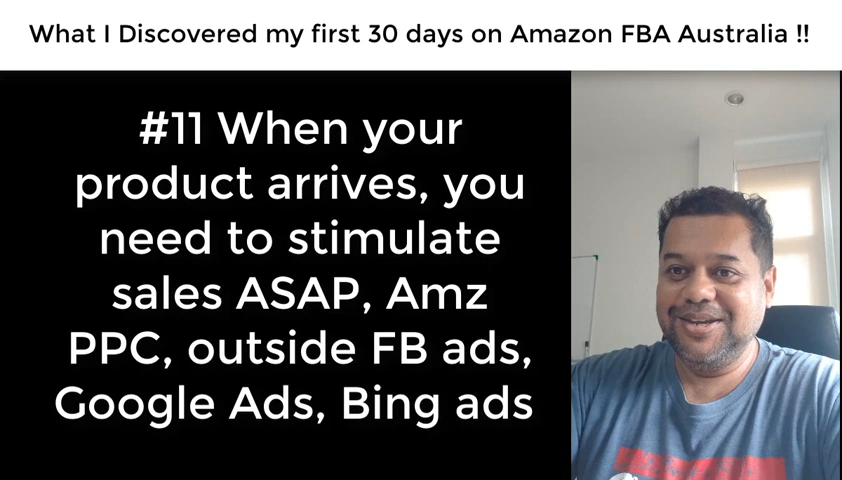 What I Discovered my first 30 days on Amazon FBA Australia !!
#11 When your
product arrives, you
need to stimulate
sales ASAP, Amz
PPC, outside FB ads,
Google Ads, Bing ads